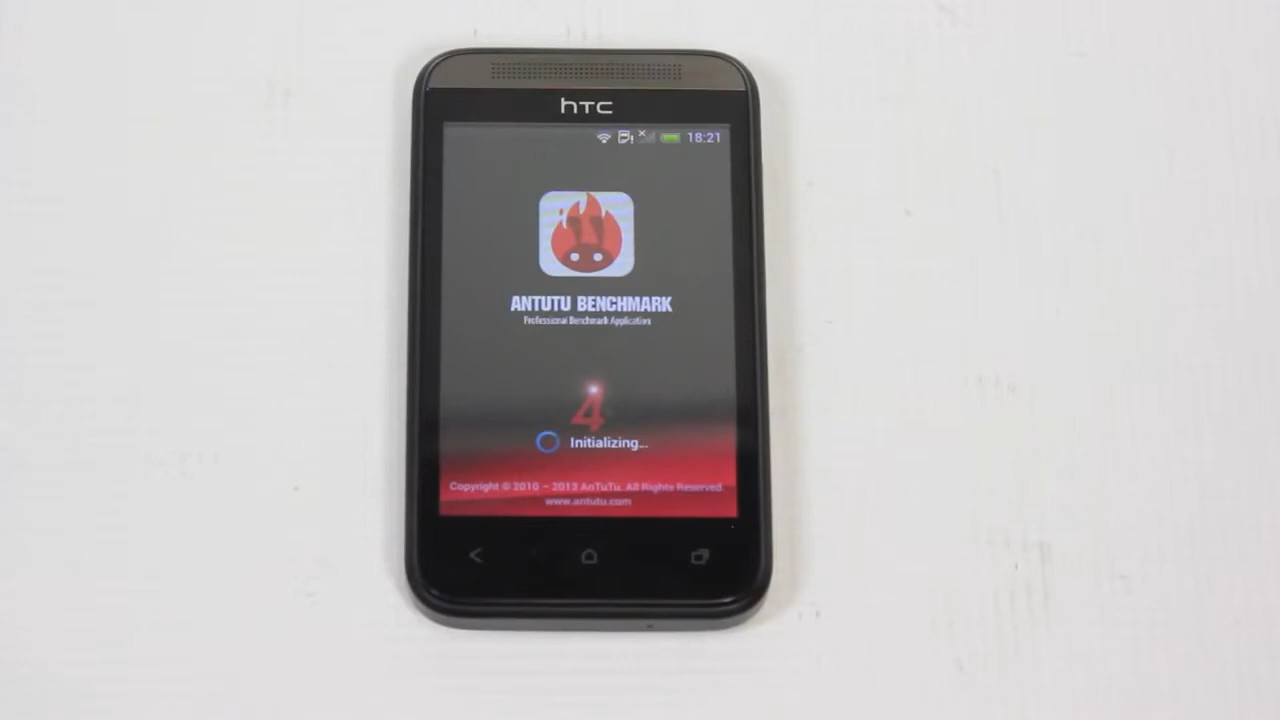 hTC
18:21
ANTUTU BENCHMARK
Professional Benchmark Application
4
Initializing...
Copyright © 2010 - 2013 AnTuTu. All Rights Reserved.
www.antutu.com